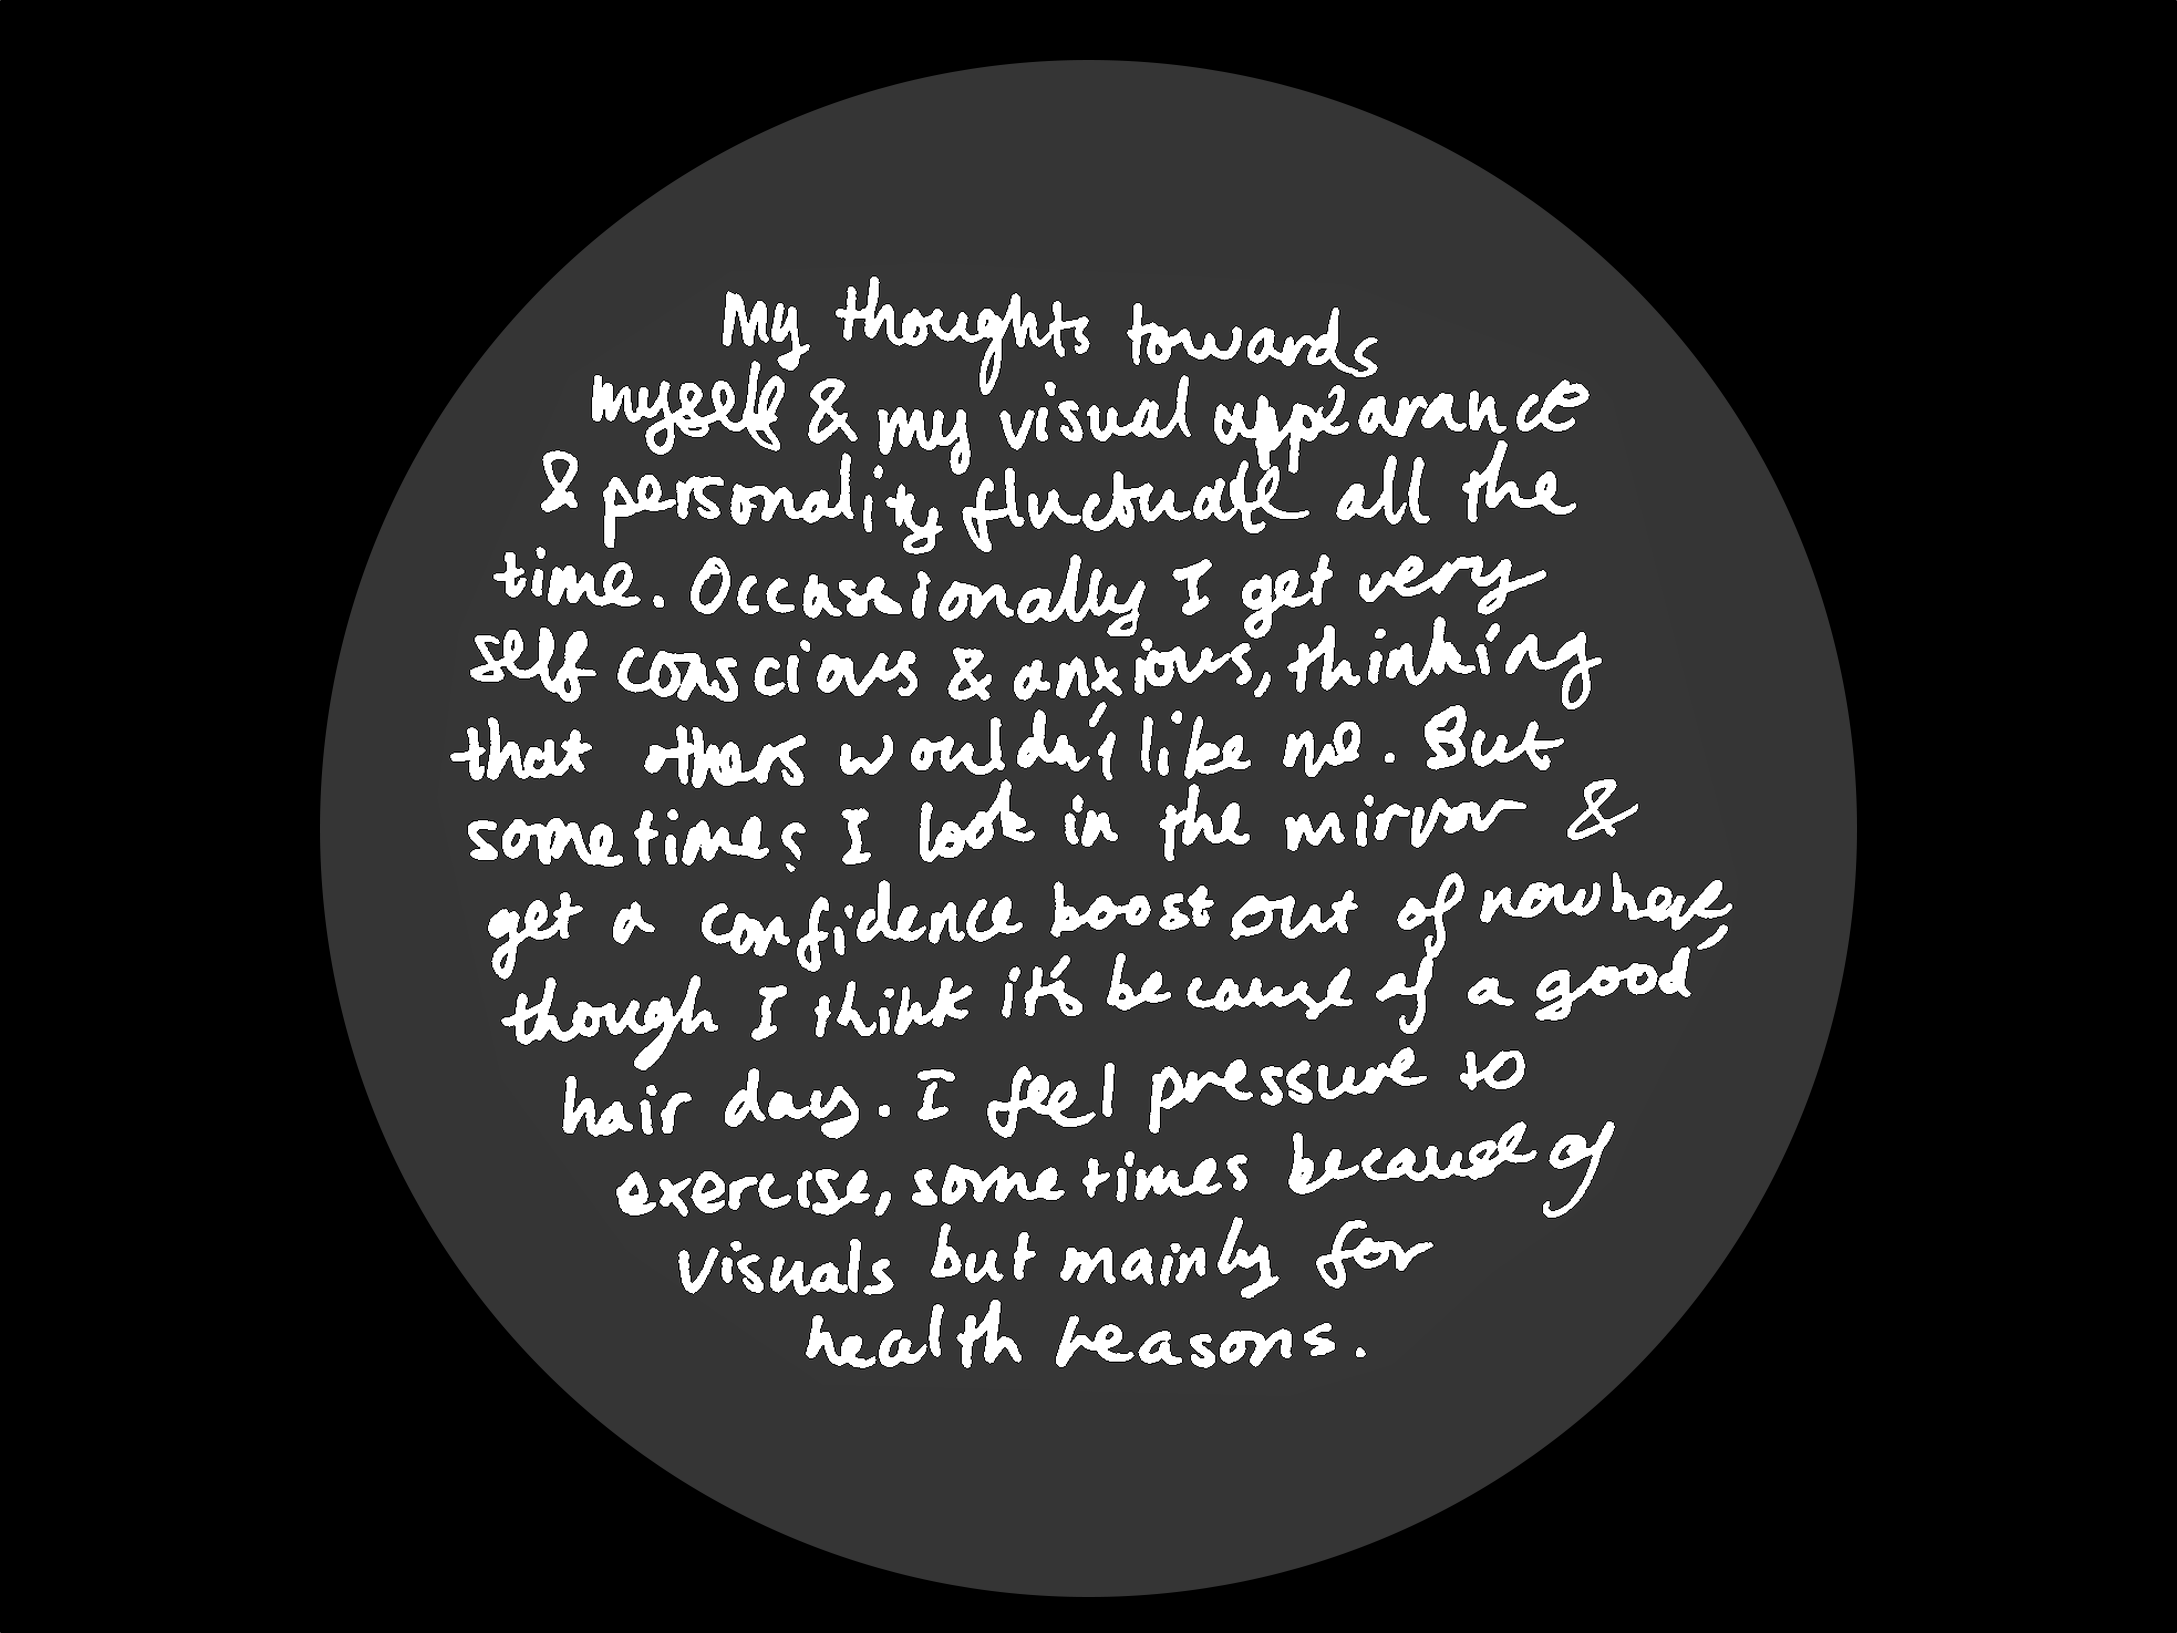 My thoughts towards
myself & my visual appearance
& personality fluctuate all the
time. Occassionally I get very
self conscious & anxious, thinking
that others wouldn't like me. But
sometimes I look in the mirror &
get a confidence boost out of nowhere,
though I think it's because of a good
hair day. I feel pressure to
exercise, sometimes because of
visuals but mainly for
health reasons.